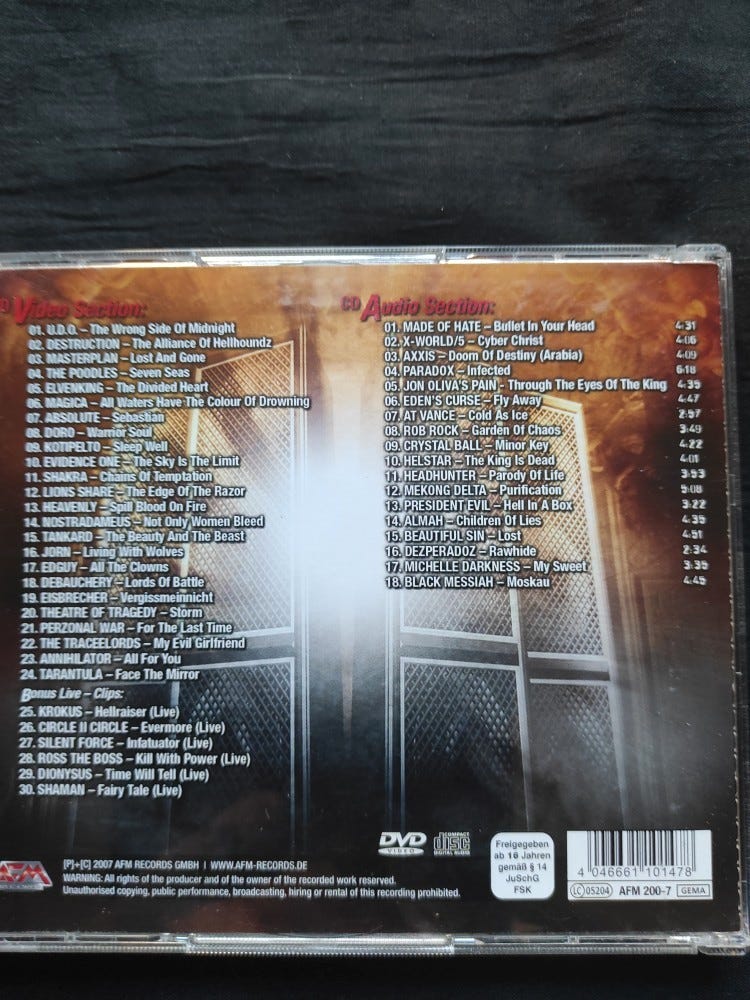 D Video Section:
01. U.D.O. – The Wrong Side Of Midnight
02. DESTRUCTION – The Alliance Of Hellhoundz
03. MASTERPLAN – Lost And Gone
04. THE POODLES – Seven Seas
05. ELVENKING – The Divided Heart
06. MAGICA – All Waters Have The Colour Of Drowning
07. ABSOLUTE – Sebastian
08. DORO – Warrior Soul
09. KOTIPELTO – Sleep Well
10. EVIDENCE ONE – The Sky Is The Limit
11. SHAKRA – Chains Of Temptation
12. LIONS SHARE – The Edge Of The Razor
13. HEAVENLY – Spill Blood On Fire
14. NOSTRADAMEUS – Not Only Women Bleed
15. TANKARD – The Beauty And The Beast
16. JORN – Living With Wolves
17. EDGUY – All The Clowns
18. DEBAUCHERY – Lords Of Battle
19. EISBRECHER – Vergissmeinnicht
20. THEATRE OF TRAGEDY – Storm
21. PERZONAL WAR – For The Last Time
22. THE TRACEELORDS – My Evil Girlfriend
23. ANNIHILATOR – All For You
24. TARANTULA – Face The Mirror
Bonus Live – Clips:
25. KROKUS – Hellraiser (Live)
26. CIRCLE II CIRCLE – Evermore (Live)
27. SILENT FORCE – Infatuator (Live)
28. ROSS THE BOSS – Kill With Power (Live)
29. DIONYSUS – Time Will Tell (Live)
30. SHAMAN – Fairy Tale (Live)
CD Audio Section:
01. MADE OF HATE – Bullet In Your Head 4:31
02. X-WORLD/5 – Cyber Christ 4:06
03. AXXIS – Doom Of Destiny (Arabia) 4:09
04. PARADOX – Infected 6:18
05. JON OLIVA'S PAIN - Through The Eyes Of The King 4:35
06. EDEN'S CURSE – Fly Away 4:47
07. AT VANCE – Cold As Ice 2:57
08. ROB ROCK – Garden Of Chaos 3:49
09. CRYSTAL BALL – Minor Key 4:22
10. HELSTAR – The King Is Dead 4:01
11. HEADHUNTER – Parody Of Life 3:53
12. MEKONG DELTA – Purification 5:08
13. PRESIDENT EVIL – Hell In A Box 3:22
14. ALMAH – Children Of Lies 4:35
15. BEAUTIFUL SIN – Lost 4:51
16. DEZPERADOZ – Rawhide 2:34
17. MICHELLE DARKNESS – My Sweet 3:35
18. BLACK MESSIAH – Moskau 4:45
AFM
[P]+[C] 2007 AFM RECORDS GMBH | WWW.AFM-RECORDS.DE
WARNING: All rights of the producer and of the owner of the recorded work reserved.
Unauthorised copying, public performance, broadcasting, hiring or rental of this recording prohibited.
DVD
VIDEO
COMPACT
disc
DIGITAL AUDIO
Freigegeben
ab 16 Jahren
gemäß § 14
JuSchG
FSK
4 046661 101478
LC 05204 AFM 200-7 GEMA